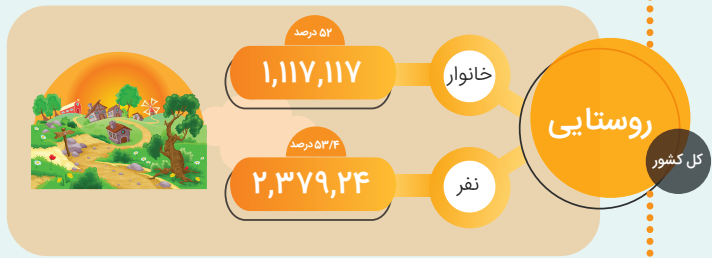 روستایی
کل کشور
خانوار
۵۲ درصد
۱,۱۱۷,۱۱۷
نفر
۵۳/۴ درصد
۲,۳۷۹,۲۴